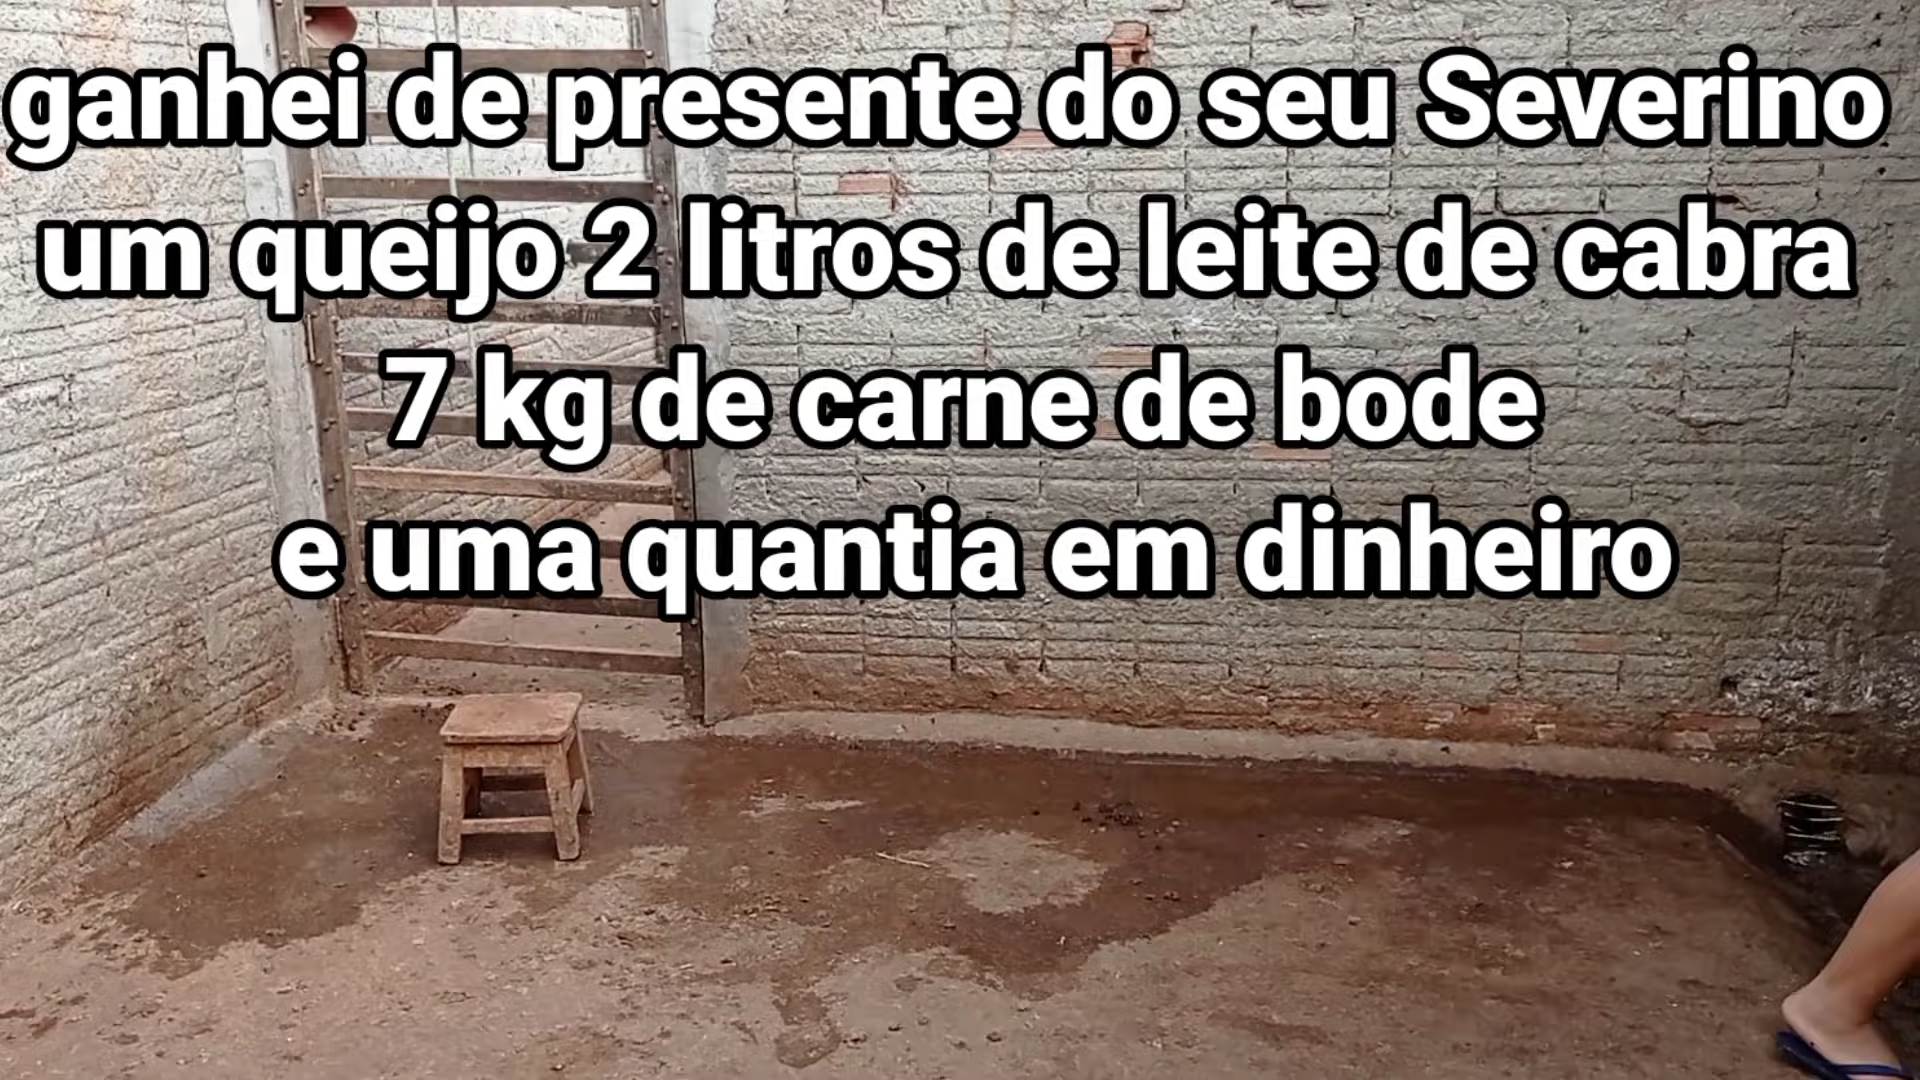 ganhei de presente do seu Severino
um queijo 2 litros de leite de cabra
7 kg de carne de bode
e uma quantia em dinheiro